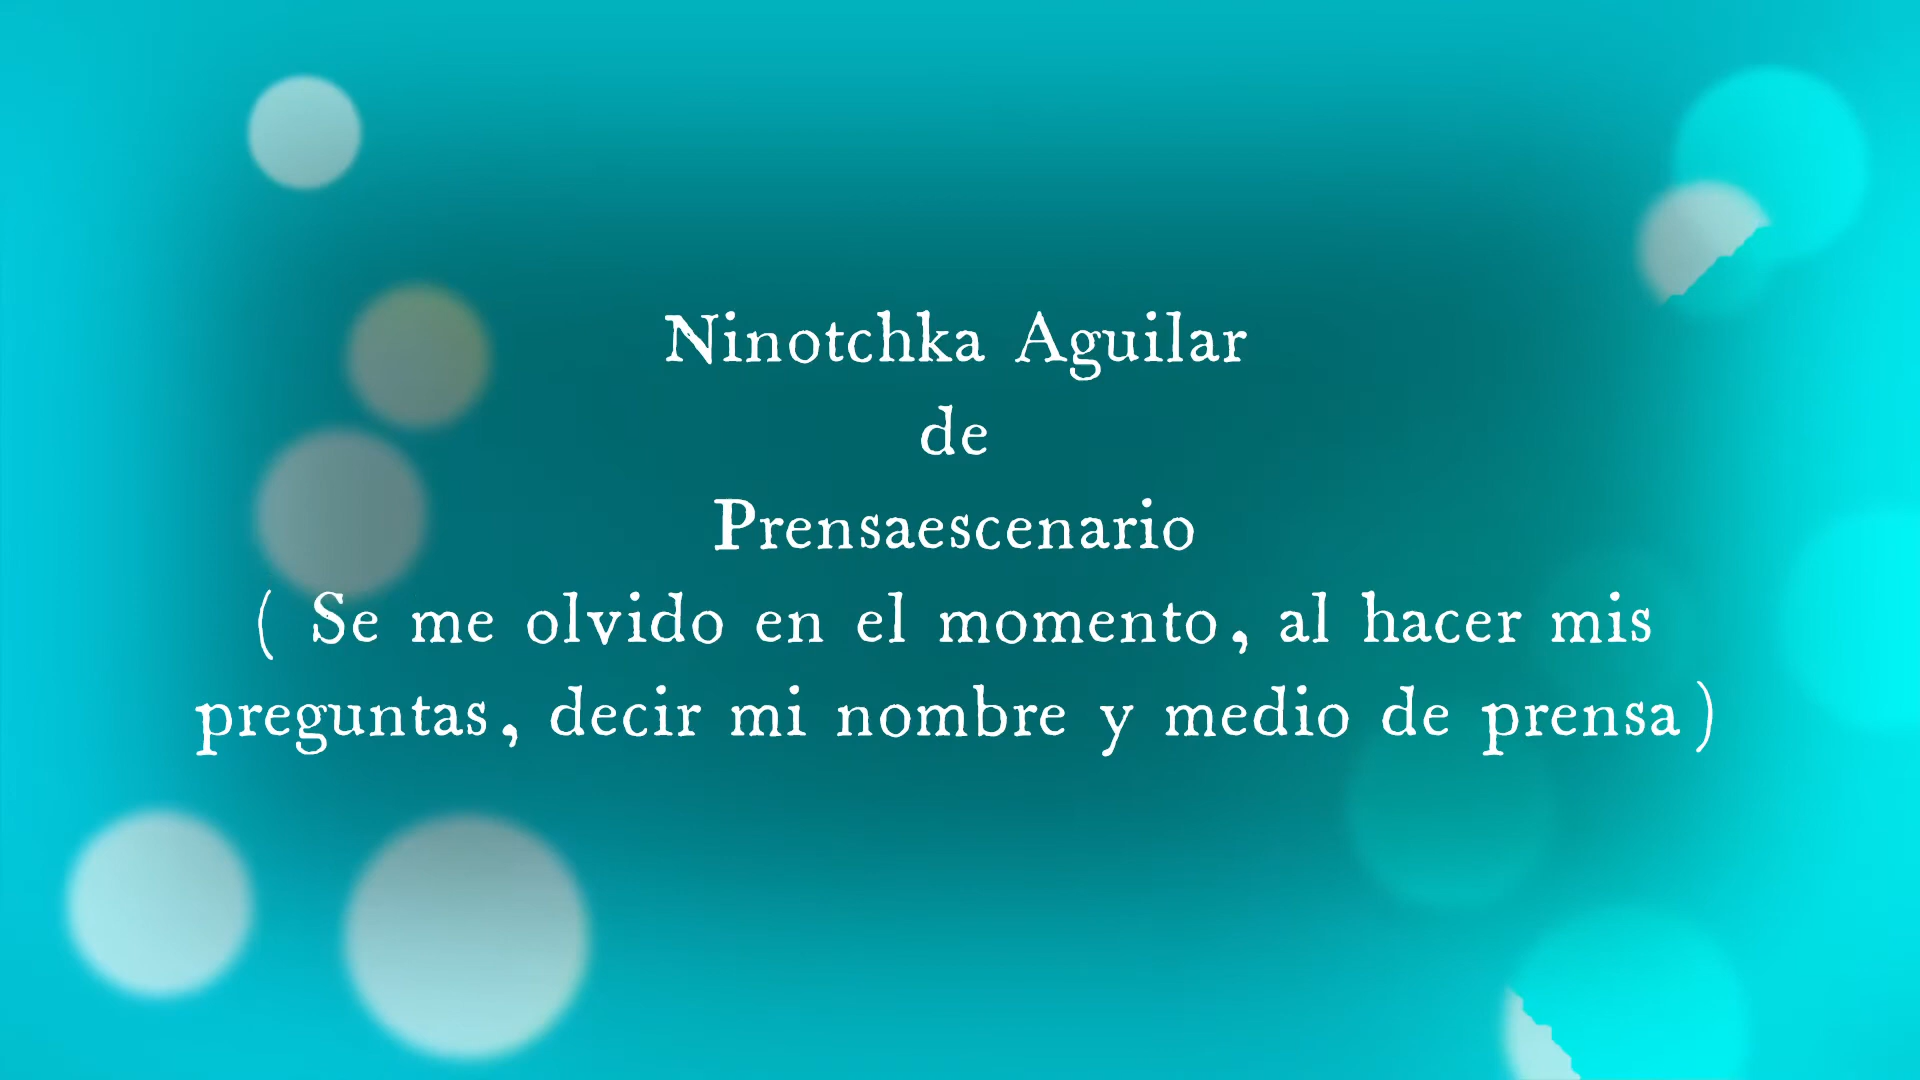 Ninotchka Aguilar
de
Prensaescenario
( Se me olvido en el momento, al hacer mis
preguntas, decir mi nombre y medio de prensa)